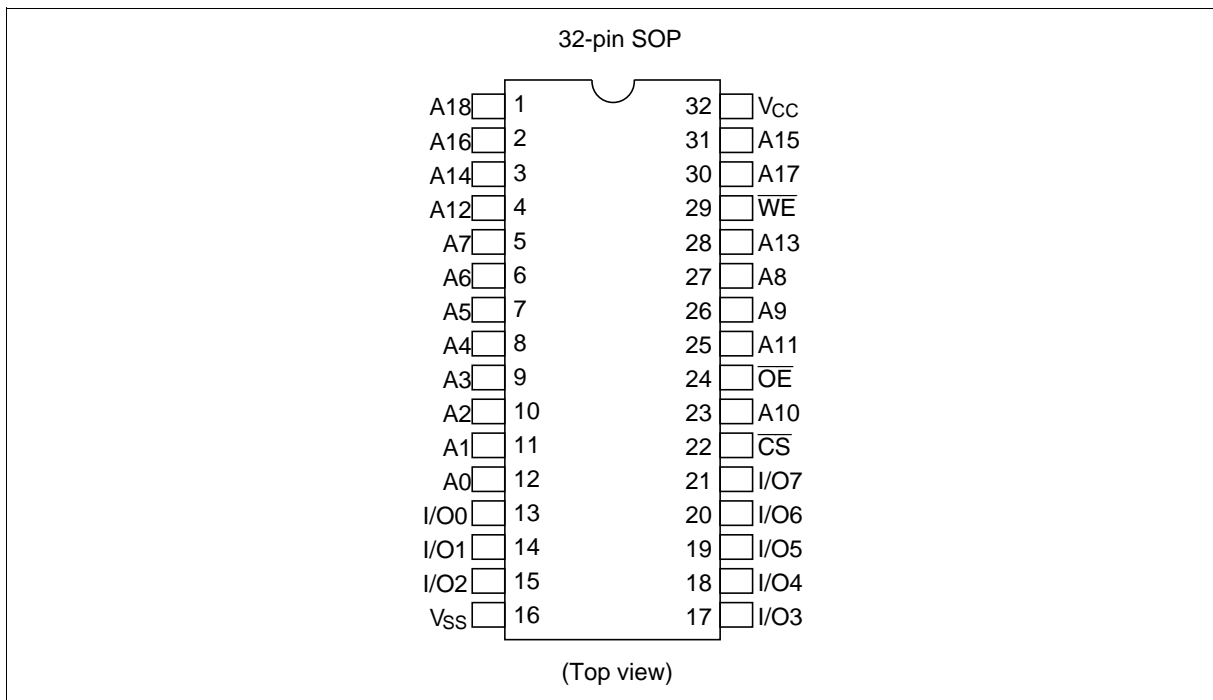 32-pin SOP
A18 1 32 VCC
A16 2 31 A15
A14 3 30 A17
A12 4 29 W̅E̅
A7 5 28 A13
A6 6 27 A8
A5 7 26 A9
A4 8 25 A11
A3 9 24 O̅E̅
A2 10 23 A10
A1 11 22 C̅S̅
A0 12 21 I/O7
I/O0 13 20 I/O6
I/O1 14 19 I/O5
I/O2 15 18 I/O4
VSS 16 17 I/O3
(Top view)